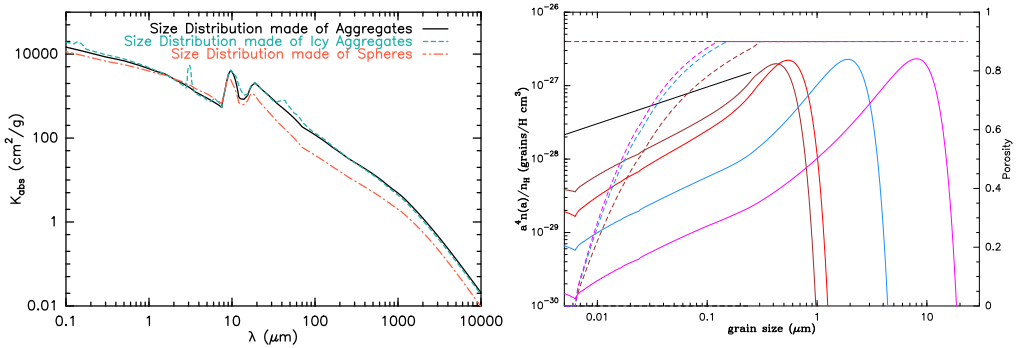 Size Distribution made of Aggregates
Size Distribution made of Icy Aggregates
Size Distribution made of Spheres
10000
100
1
0.01
K_abs (cm²/g)
0.1 1 10 100 1000 10000
λ (μm)
10⁻²⁶
10⁻²⁷
10⁻²⁸
10⁻²⁹
10⁻³⁰
a⁴n(a)/n_H (grains/H cm³)
0.01 0.1 1 10
grain size (μm)
1
0.8
0.6
0.4
0.2
0
Porosity